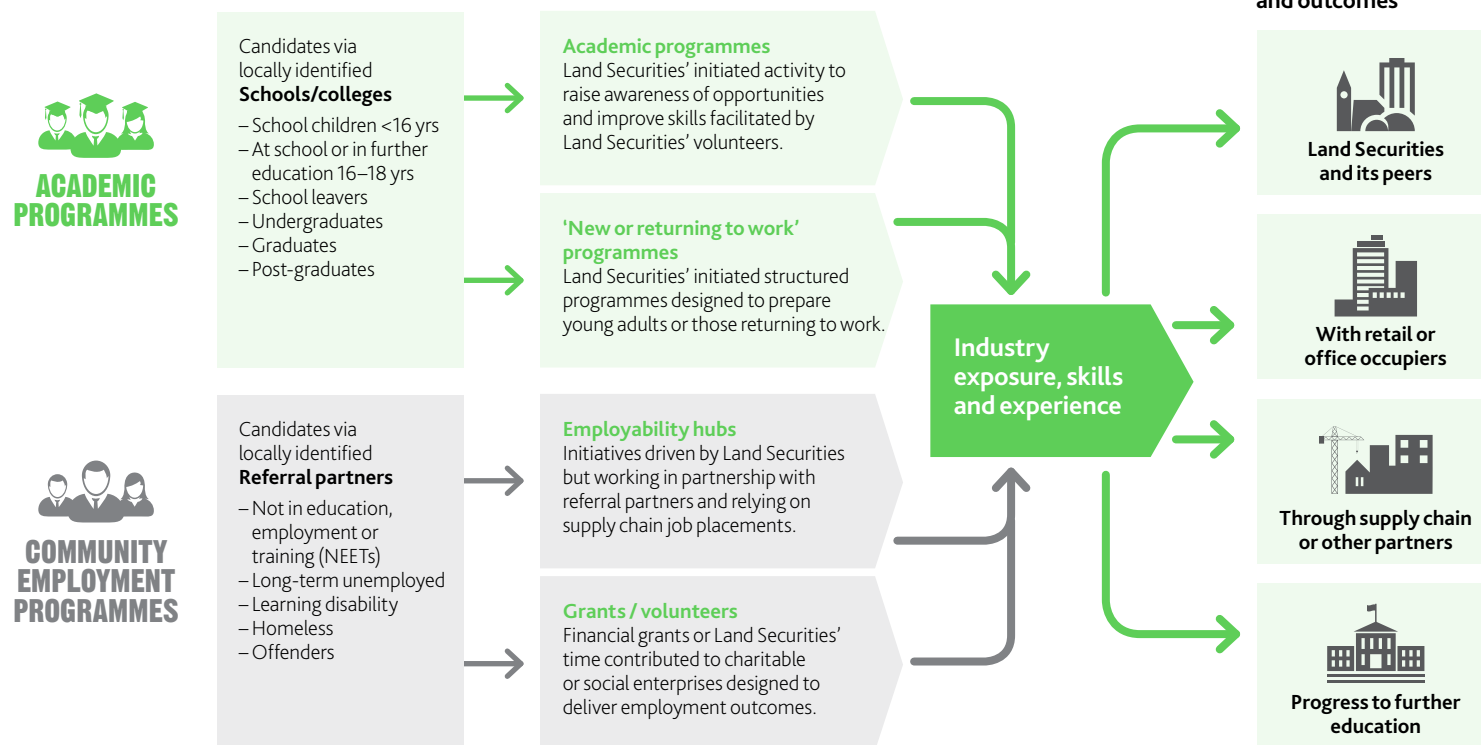 and outcomes
ACADEMIC
PROGRAMMES
Candidates via
locally identified
Schools/colleges
– School children <16 yrs
– At school or in further
education 16–18 yrs
– School leavers
– Undergraduates
– Graduates
– Post-graduates
Academic programmes
Land Securities’ initiated activity to
raise awareness of opportunities
and improve skills facilitated by
Land Securities’ volunteers.
‘New or returning to work’
programmes
Land Securities’ initiated structured
programmes designed to prepare
young adults or those returning to work.
COMMUNITY
EMPLOYMENT
PROGRAMMES
Candidates via
locally identified
Referral partners
– Not in education,
employment or
training (NEETs)
– Long-term unemployed
– Learning disability
– Homeless
– Offenders
Employability hubs
Initiatives driven by Land Securities
but working in partnership with
referral partners and relying on
supply chain job placements.
Grants / volunteers
Financial grants or Land Securities’
time contributed to charitable
or social enterprises designed to
deliver employment outcomes.
Industry
exposure, skills
and experience
Land Securities
and its peers
With retail or
office occupiers
Through supply chain
or other partners
Progress to further
education